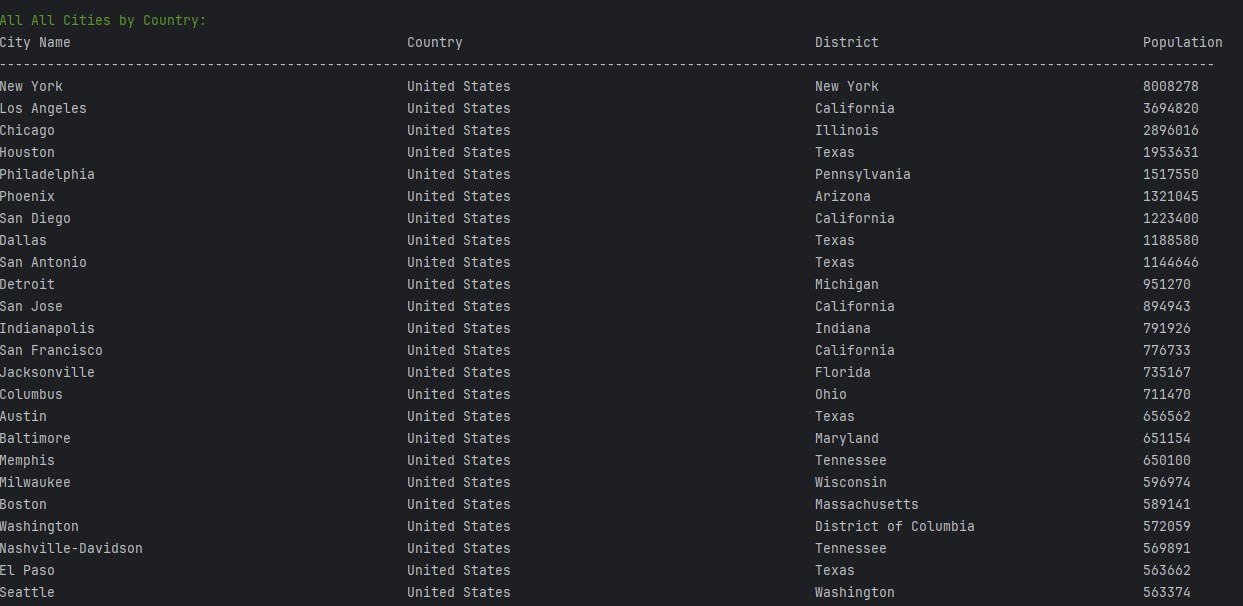 All All Cities by Country:
City Name Country District Population
--------------------------------------------------------------------------------------------------------------------------------------------------------
New York United States New York 8008278
Los Angeles United States California 3694820
Chicago United States Illinois 2896016
Houston United States Texas 1953631
Philadelphia United States Pennsylvania 1517550
Phoenix United States Arizona 1321045
San Diego United States California 1223400
Dallas United States Texas 1188580
San Antonio United States Texas 1144646
Detroit United States Michigan 951270
San Jose United States California 894943
Indianapolis United States Indiana 791926
San Francisco United States California 776733
Jacksonville United States Florida 735167
Columbus United States Ohio 711470
Austin United States Texas 656562
Baltimore United States Maryland 651154
Memphis United States Tennessee 650100
Milwaukee United States Wisconsin 596974
Boston United States Massachusetts 589141
Washington United States District of Columbia 572059
Nashville-Davidson United States Tennessee 569891
El Paso United States Texas 563662
Seattle United States Washington 563374